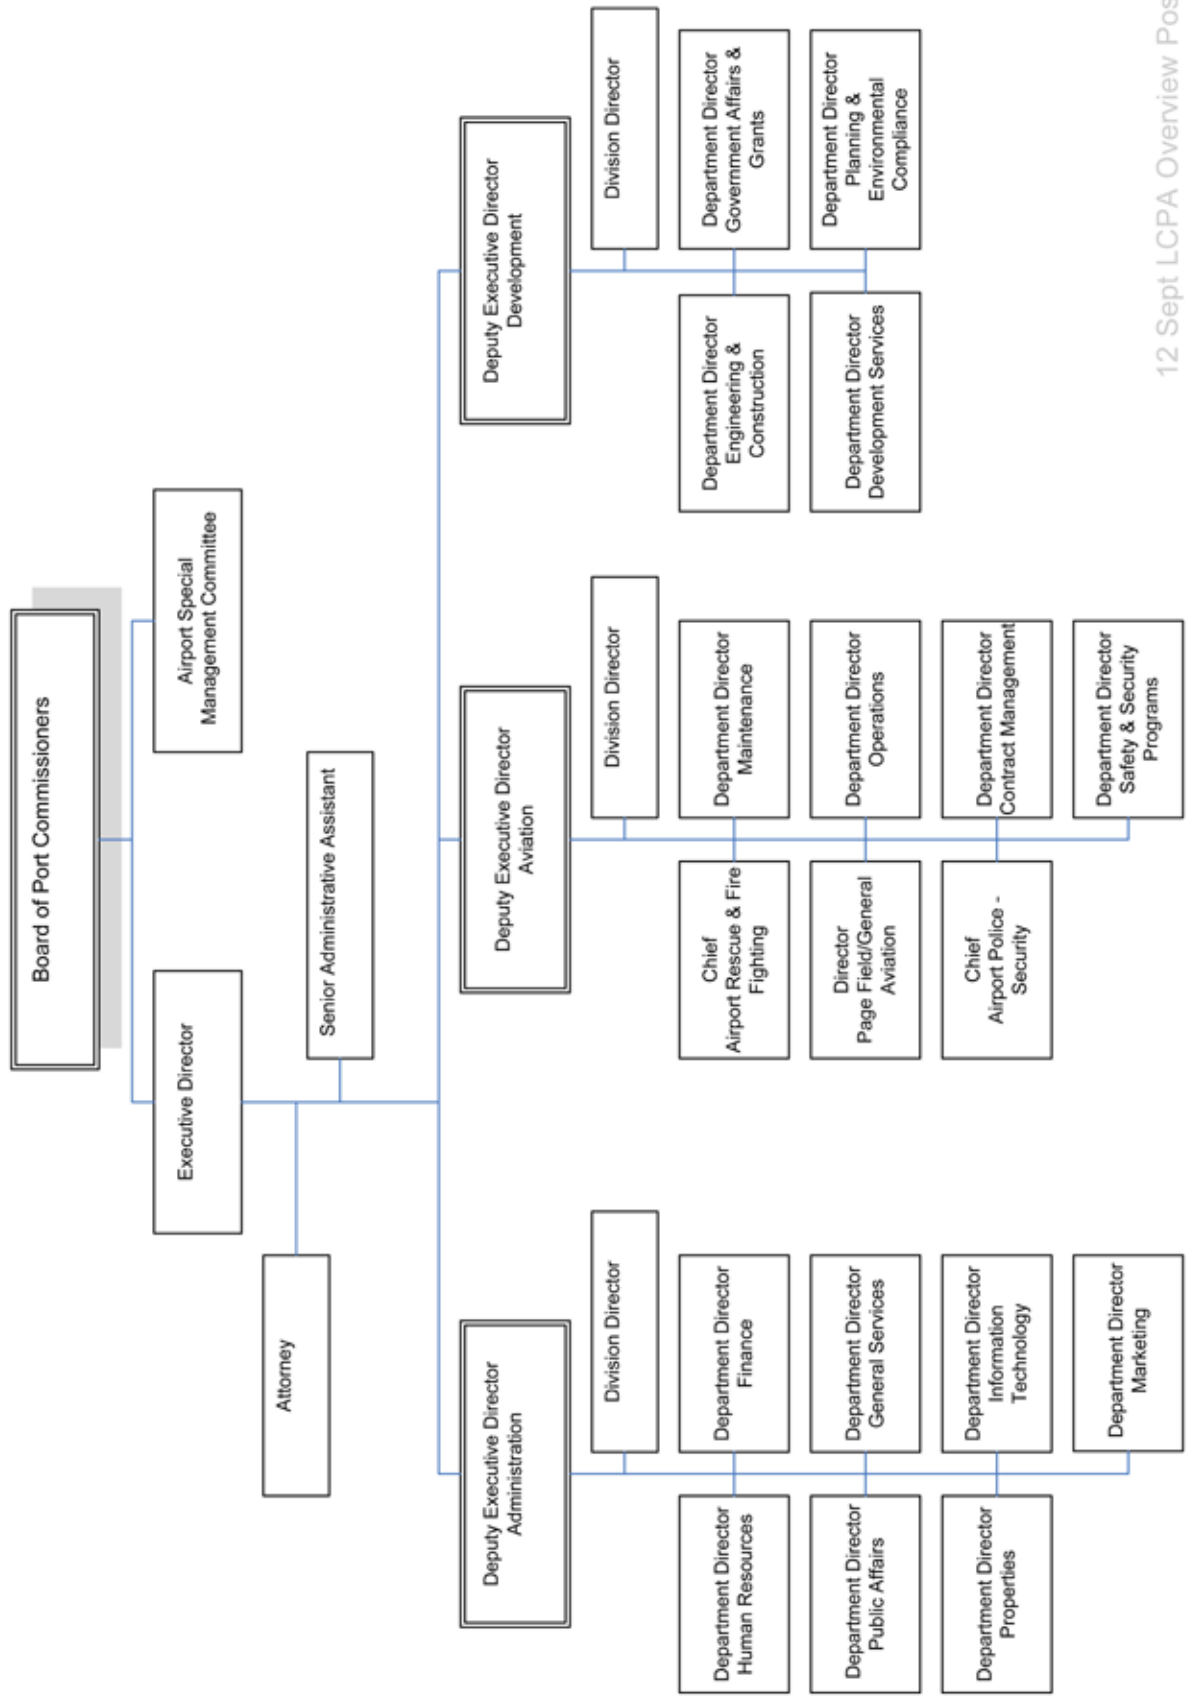 Board of Port Commissioners
Executive Director
Airport Special
Management Committee
Attorney
Senior Administrative Assistant
Deputy Executive Director
Administration
Deputy Executive Director
Aviation
Deputy Executive Director
Development
Division Director
Division Director
Division Director
Department Director
Human Resources
Department Director
Finance
Chief
Airport Rescue & Fire
Fighting
Department Director
Maintenance
Department Director
Engineering &
Construction
Department Director
Government Affairs &
Grants
Department Director
Public Affairs
Department Director
General Services
Director
Page Field/General
Aviation
Department Director
Operations
Department Director
Development Services
Department Director
Planning &
Environmental
Compliance
Department Director
Properties
Department Director
Information
Technology
Chief
Airport Police -
Security
Department Director
Contract Management
Department Director
Marketing
Department Director
Safety & Security
Programs
12 Sept LCPA Overview Pos